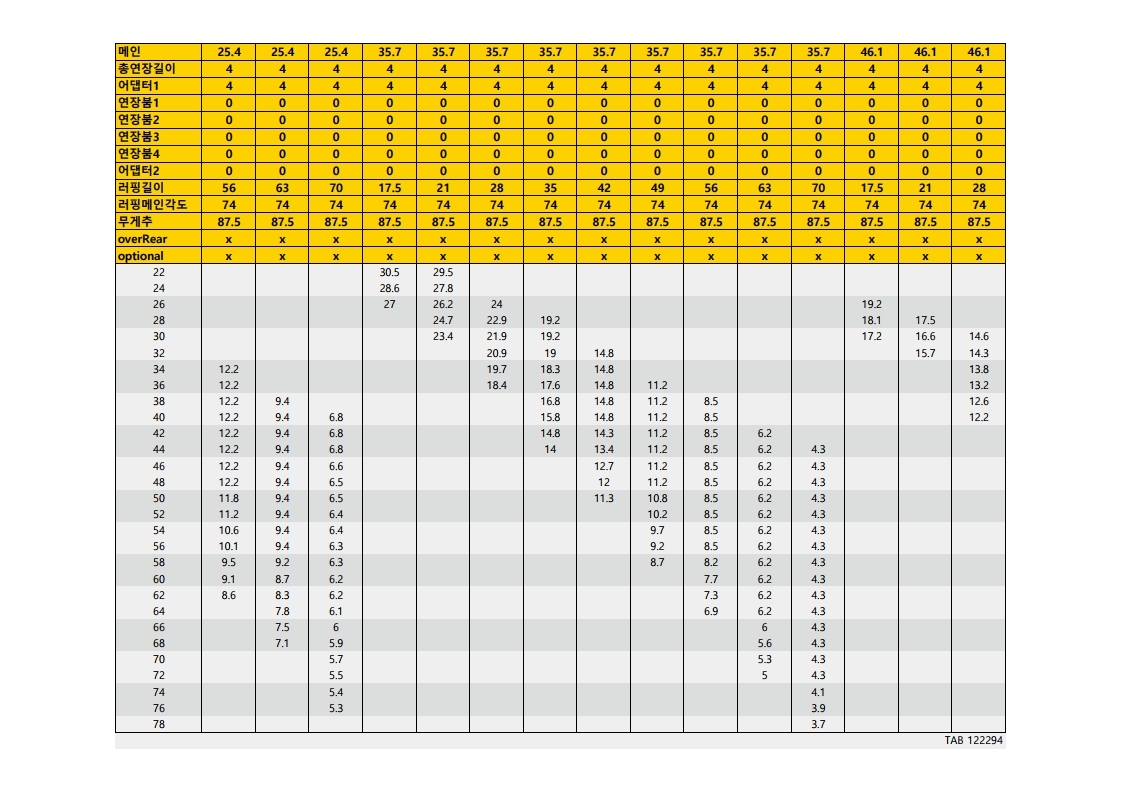 메인 25.4 25.4 25.4 35.7 35.7 35.7 35.7 35.7 35.7 35.7 35.7 35.7 46.1 46.1 46.1
총연장길이 4 4 4 4 4 4 4 4 4 4 4 4 4 4 4
어댑터1 4 4 4 4 4 4 4 4 4 4 4 4 4 4 4
연장붐1 0 0 0 0 0 0 0 0 0 0 0 0 0 0 0
연장붐2 0 0 0 0 0 0 0 0 0 0 0 0 0 0 0
연장붐3 0 0 0 0 0 0 0 0 0 0 0 0 0 0 0
연장붐4 0 0 0 0 0 0 0 0 0 0 0 0 0 0 0
어댑터2 0 0 0 0 0 0 0 0 0 0 0 0 0 0 0
러핑길이 56 63 70 17.5 21 28 35 42 49 56 63 70 17.5 21 28
러핑메인각도 74 74 74 74 74 74 74 74 74 74 74 74 74 74 74
무게추 87.5 87.5 87.5 87.5 87.5 87.5 87.5 87.5 87.5 87.5 87.5 87.5 87.5 87.5 87.5
overRear x x x x x x x x x x x x x x x
optional x x x x x x x x x x x x x x x
22 30.5 29.5
24 28.6 27.8
26 27 26.2 24 19.2
28 24.7 22.9 19.2 18.1 17.5
30 23.4 21.9 19.2 17.2 16.6 14.6
32 20.9 19 14.8 15.7 14.3
34 12.2 19.7 18.3 14.8 13.8
36 12.2 18.4 17.6 14.8 11.2 13.2
38 12.2 9.4 16.8 14.8 11.2 8.5 12.6
40 12.2 9.4 6.8 15.8 14.8 11.2 8.5 12.2
42 12.2 9.4 6.8 14.8 14.3 11.2 8.5 6.2
44 12.2 9.4 6.8 14 13.4 11.2 8.5 6.2 4.3
46 12.2 9.4 6.6 12.7 11.2 8.5 6.2 4.3
48 12.2 9.4 6.5 12 11.2 8.5 6.2 4.3
50 11.8 9.4 6.5 11.3 10.8 8.5 6.2 4.3
52 11.2 9.4 6.4 10.2 8.5 6.2 4.3
54 10.6 9.4 6.4 9.7 8.5 6.2 4.3
56 10.1 9.4 6.3 9.2 8.5 6.2 4.3
58 9.5 9.2 6.3 8.7 8.2 6.2 4.3
60 9.1 8.7 6.2 7.7 6.2 4.3
62 8.6 8.3 6.2 7.3 6.2 4.3
64 7.8 6.1 6.9 6.2 4.3
66 7.5 6 6 4.3
68 7.1 5.9 5.6 4.3
70 5.7 5.3 4.3
72 5.5 5 4.3
74 5.4 4.1
76 5.3 3.9
78 3.7
TAB 122294